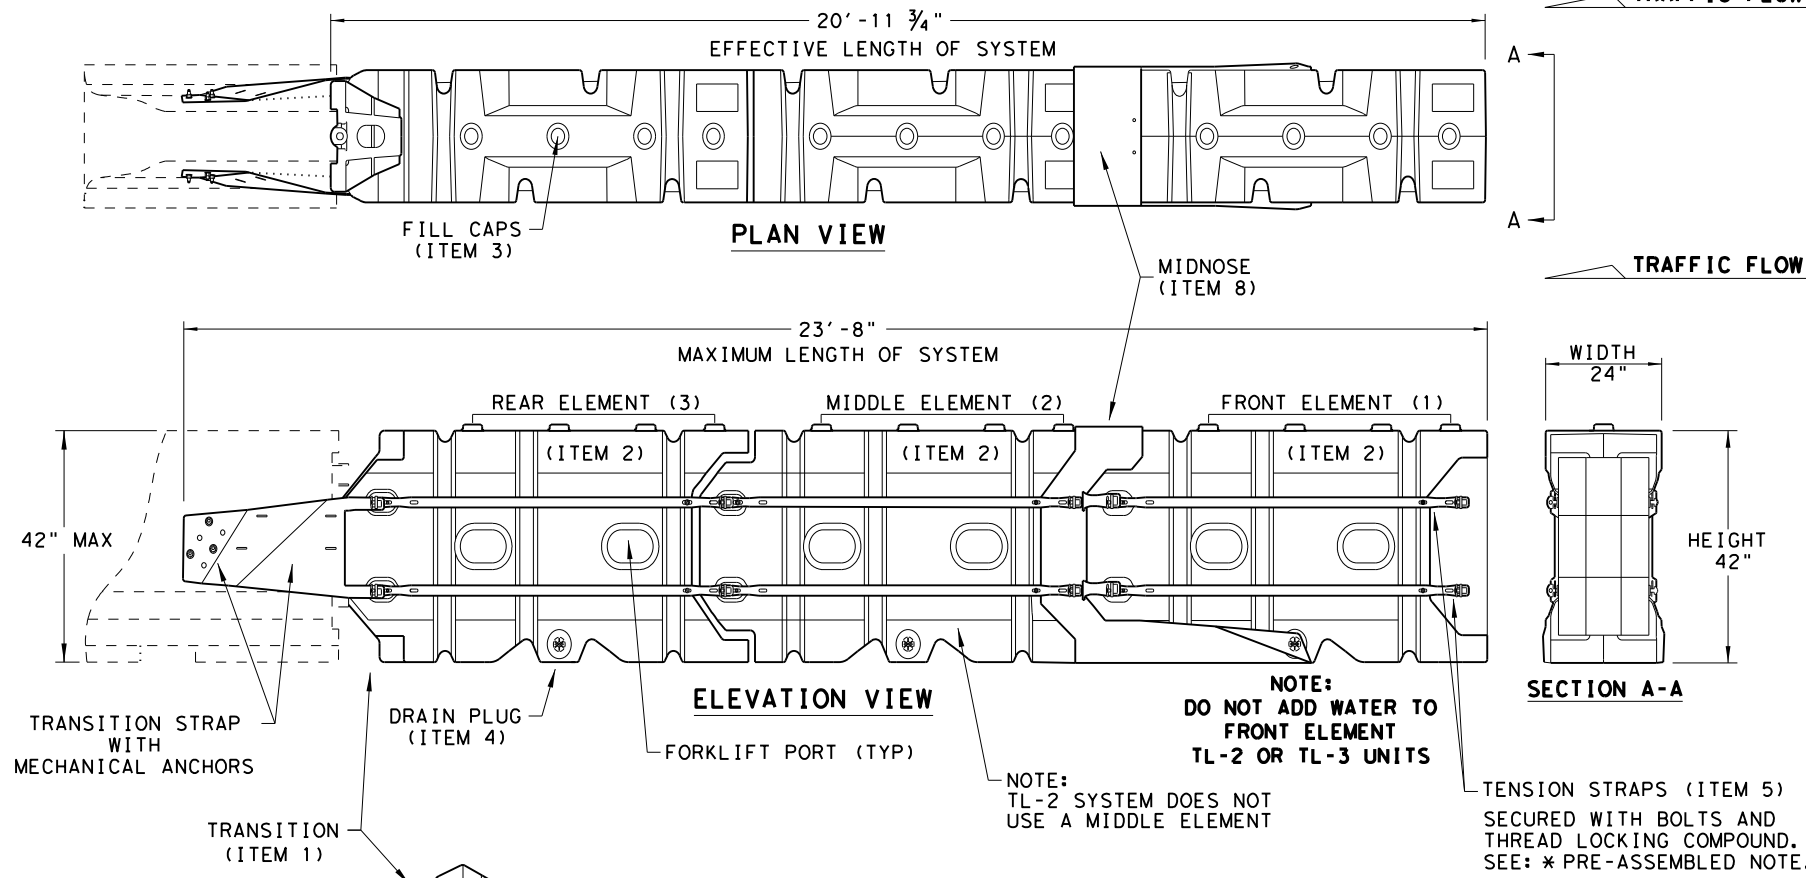 TRAFFIC FLOW
20'-11 ¾"
EFFECTIVE LENGTH OF SYSTEM
A
A
FILL CAPS
(ITEM 3)
PLAN VIEW
MIDNOSE
(ITEM 8)
TRAFFIC FLOW
23'-8"
MAXIMUM LENGTH OF SYSTEM
WIDTH
24"
REAR ELEMENT (3)
MIDDLE ELEMENT (2)
FRONT ELEMENT (1)
(ITEM 2)
(ITEM 2)
(ITEM 2)
42" MAX
HEIGHT
42"
SECTION A-A
ELEVATION VIEW
TRANSITION STRAP
WITH
MECHANICAL ANCHORS
DRAIN PLUG
(ITEM 4)
FORKLIFT PORT (TYP)
NOTE:
DO NOT ADD WATER TO
FRONT ELEMENT
TL-2 OR TL-3 UNITS
NOTE:
TL-2 SYSTEM DOES NOT
USE A MIDDLE ELEMENT
TENSION STRAPS (ITEM 5)
SECURED WITH BOLTS AND
THREAD LOCKING COMPOUND.
SEE: * PRE-ASSEMBLED NOTE.
TRANSITION
(ITEM 1)